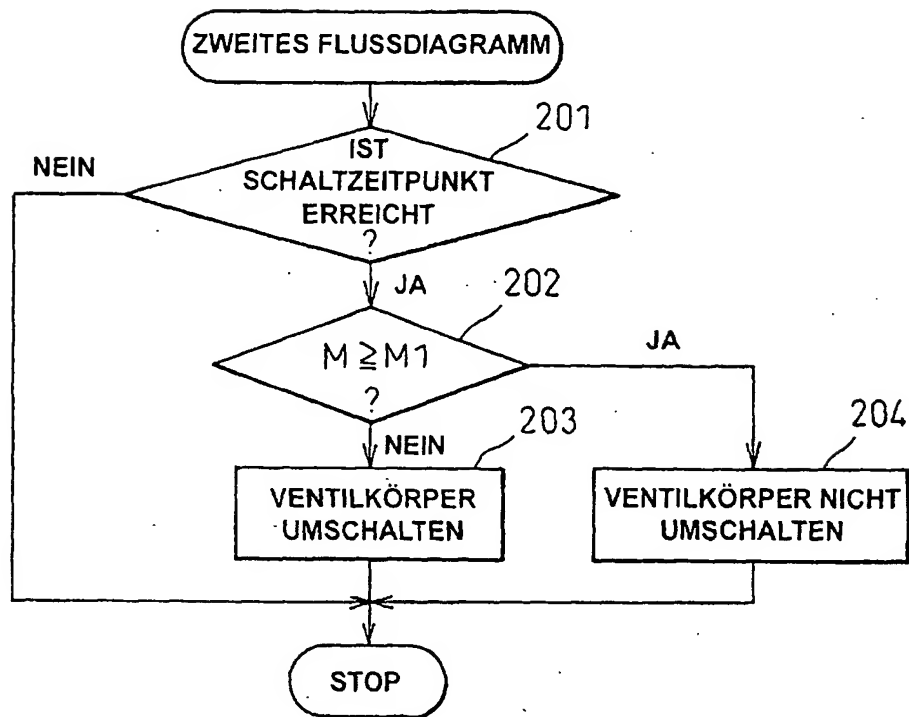 ZWEITES FLUSSDIAGRAMM
201
NEIN
IST
SCHALTZEITPUNKT
ERREICHT
?
JA
202
M ≧ M1
?
JA
NEIN
203
204
VENTILKÖRPER
UMSCHALTEN
VENTILKÖRPER NICHT
UMSCHALTEN
STOP